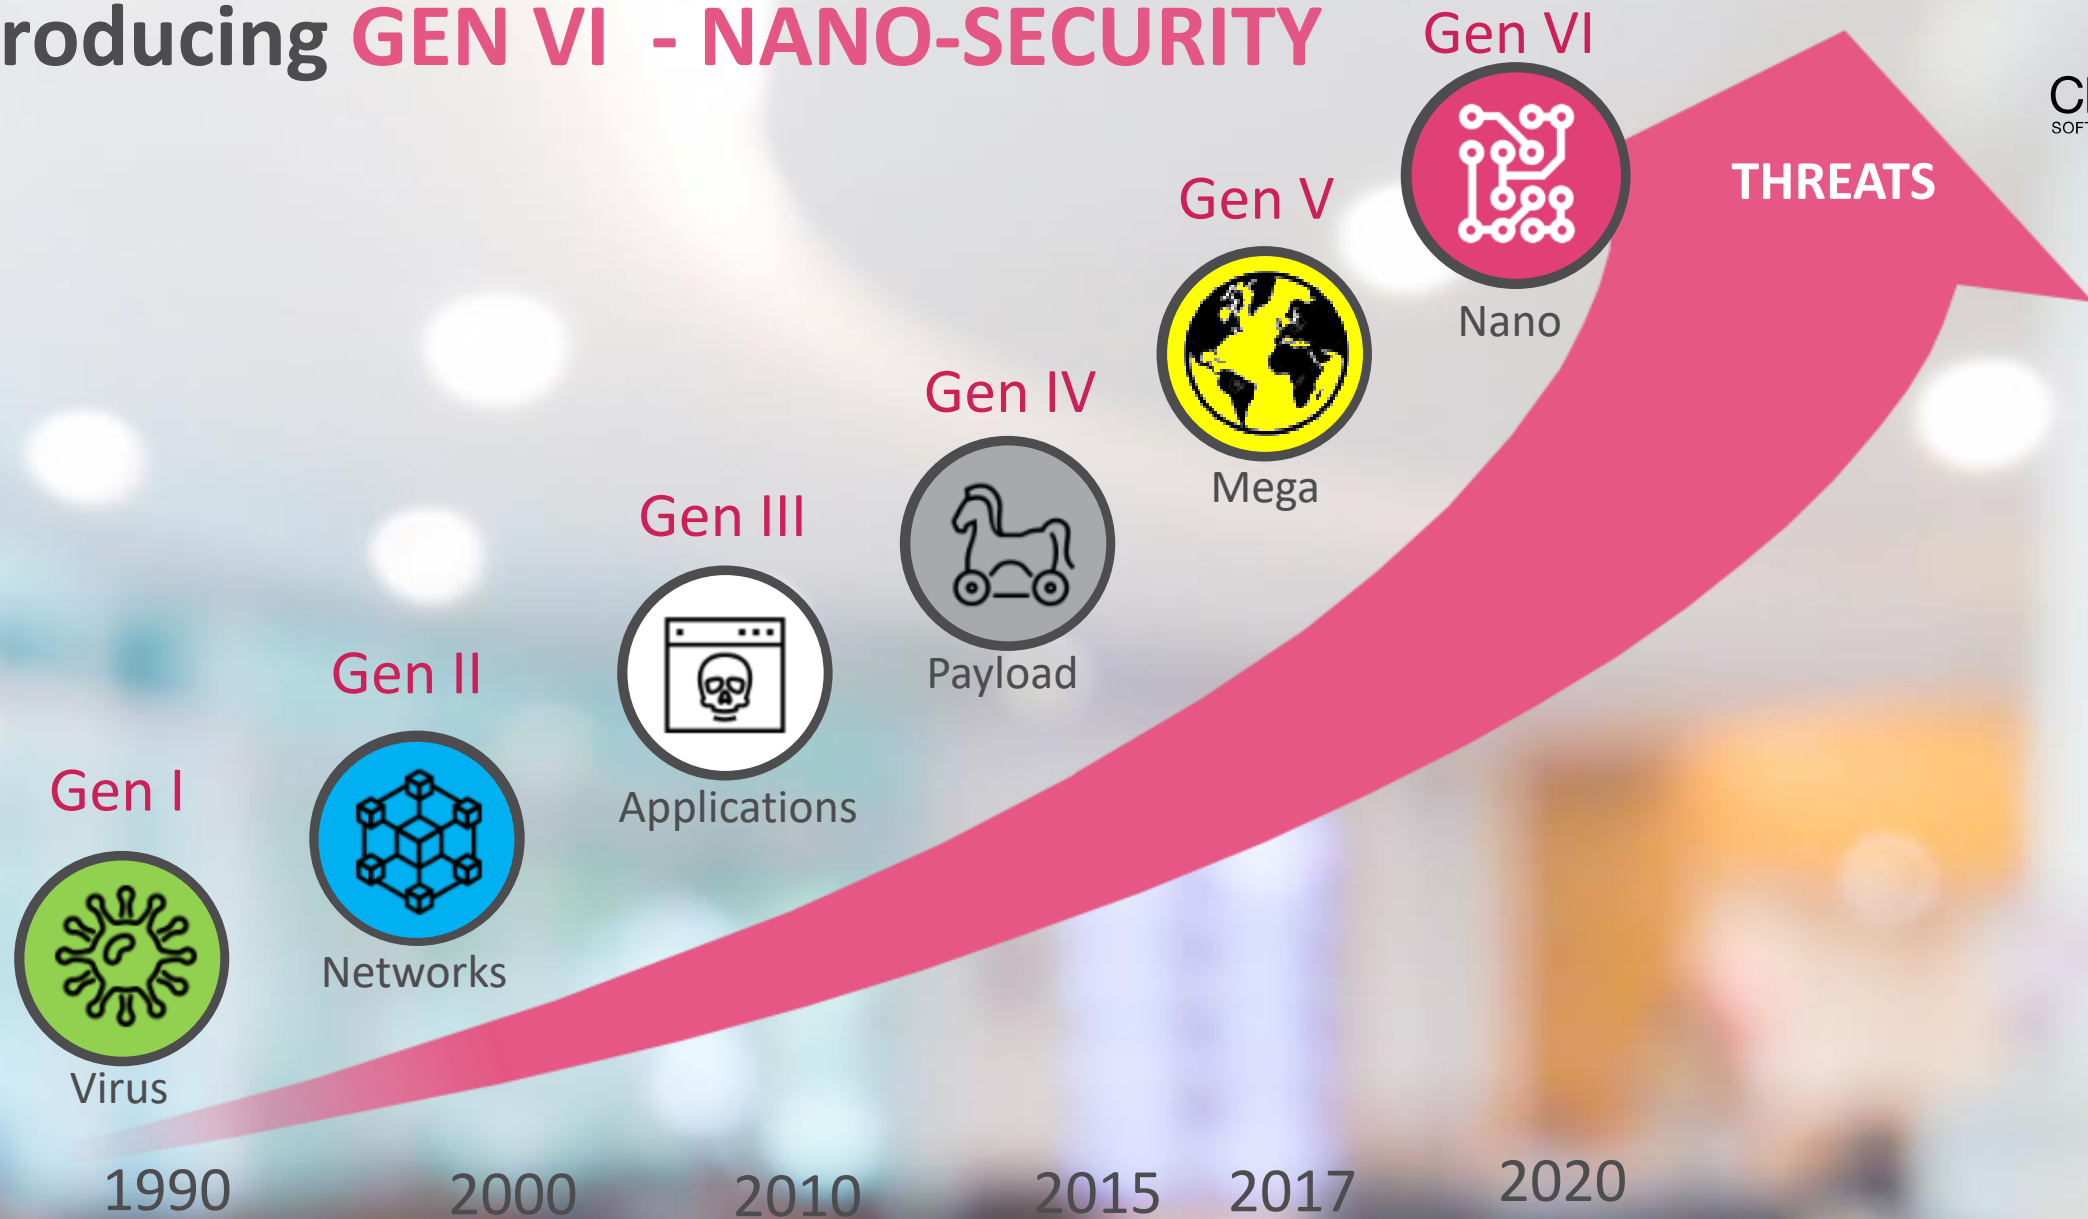 roducing GEN VI - NANO-SECURITY
Gen VI
THREATS
Gen V
Nano
Gen IV
Mega
Gen III
Payload
Gen II
Applications
Gen I
Networks
Virus
1990 2000 2010 2015 2017 2020